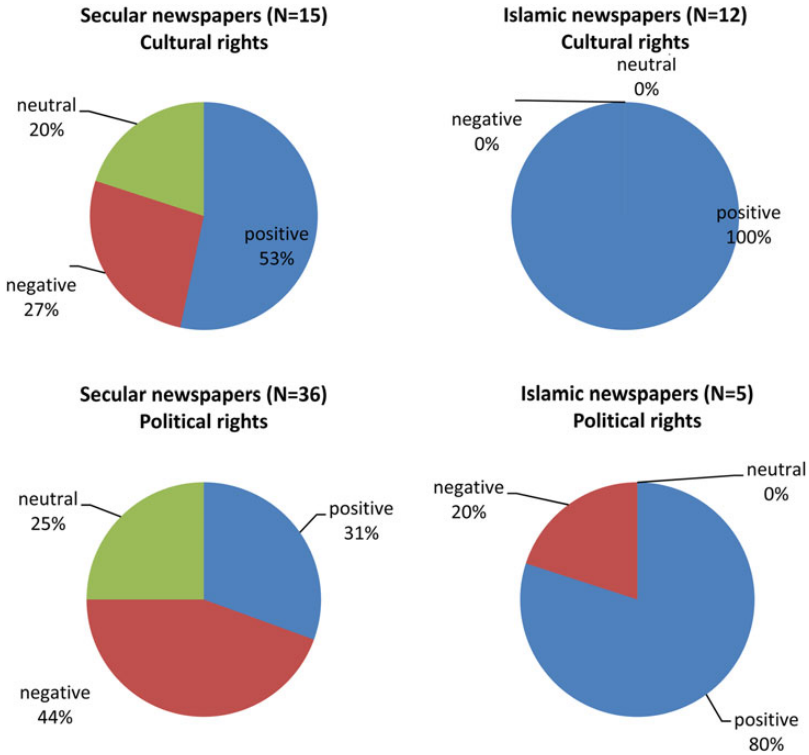 Secular newspapers (N=15)
Cultural rights
neutral
20%
positive
53%
negative
27%
Islamic newspapers (N=12)
Cultural rights
neutral
0%
negative
0%
positive
100%
Secular newspapers (N=36)
Political rights
neutral
25%
positive
31%
negative
44%
Islamic newspapers (N=5)
Political rights
neutral
0%
negative
20%
positive
80%